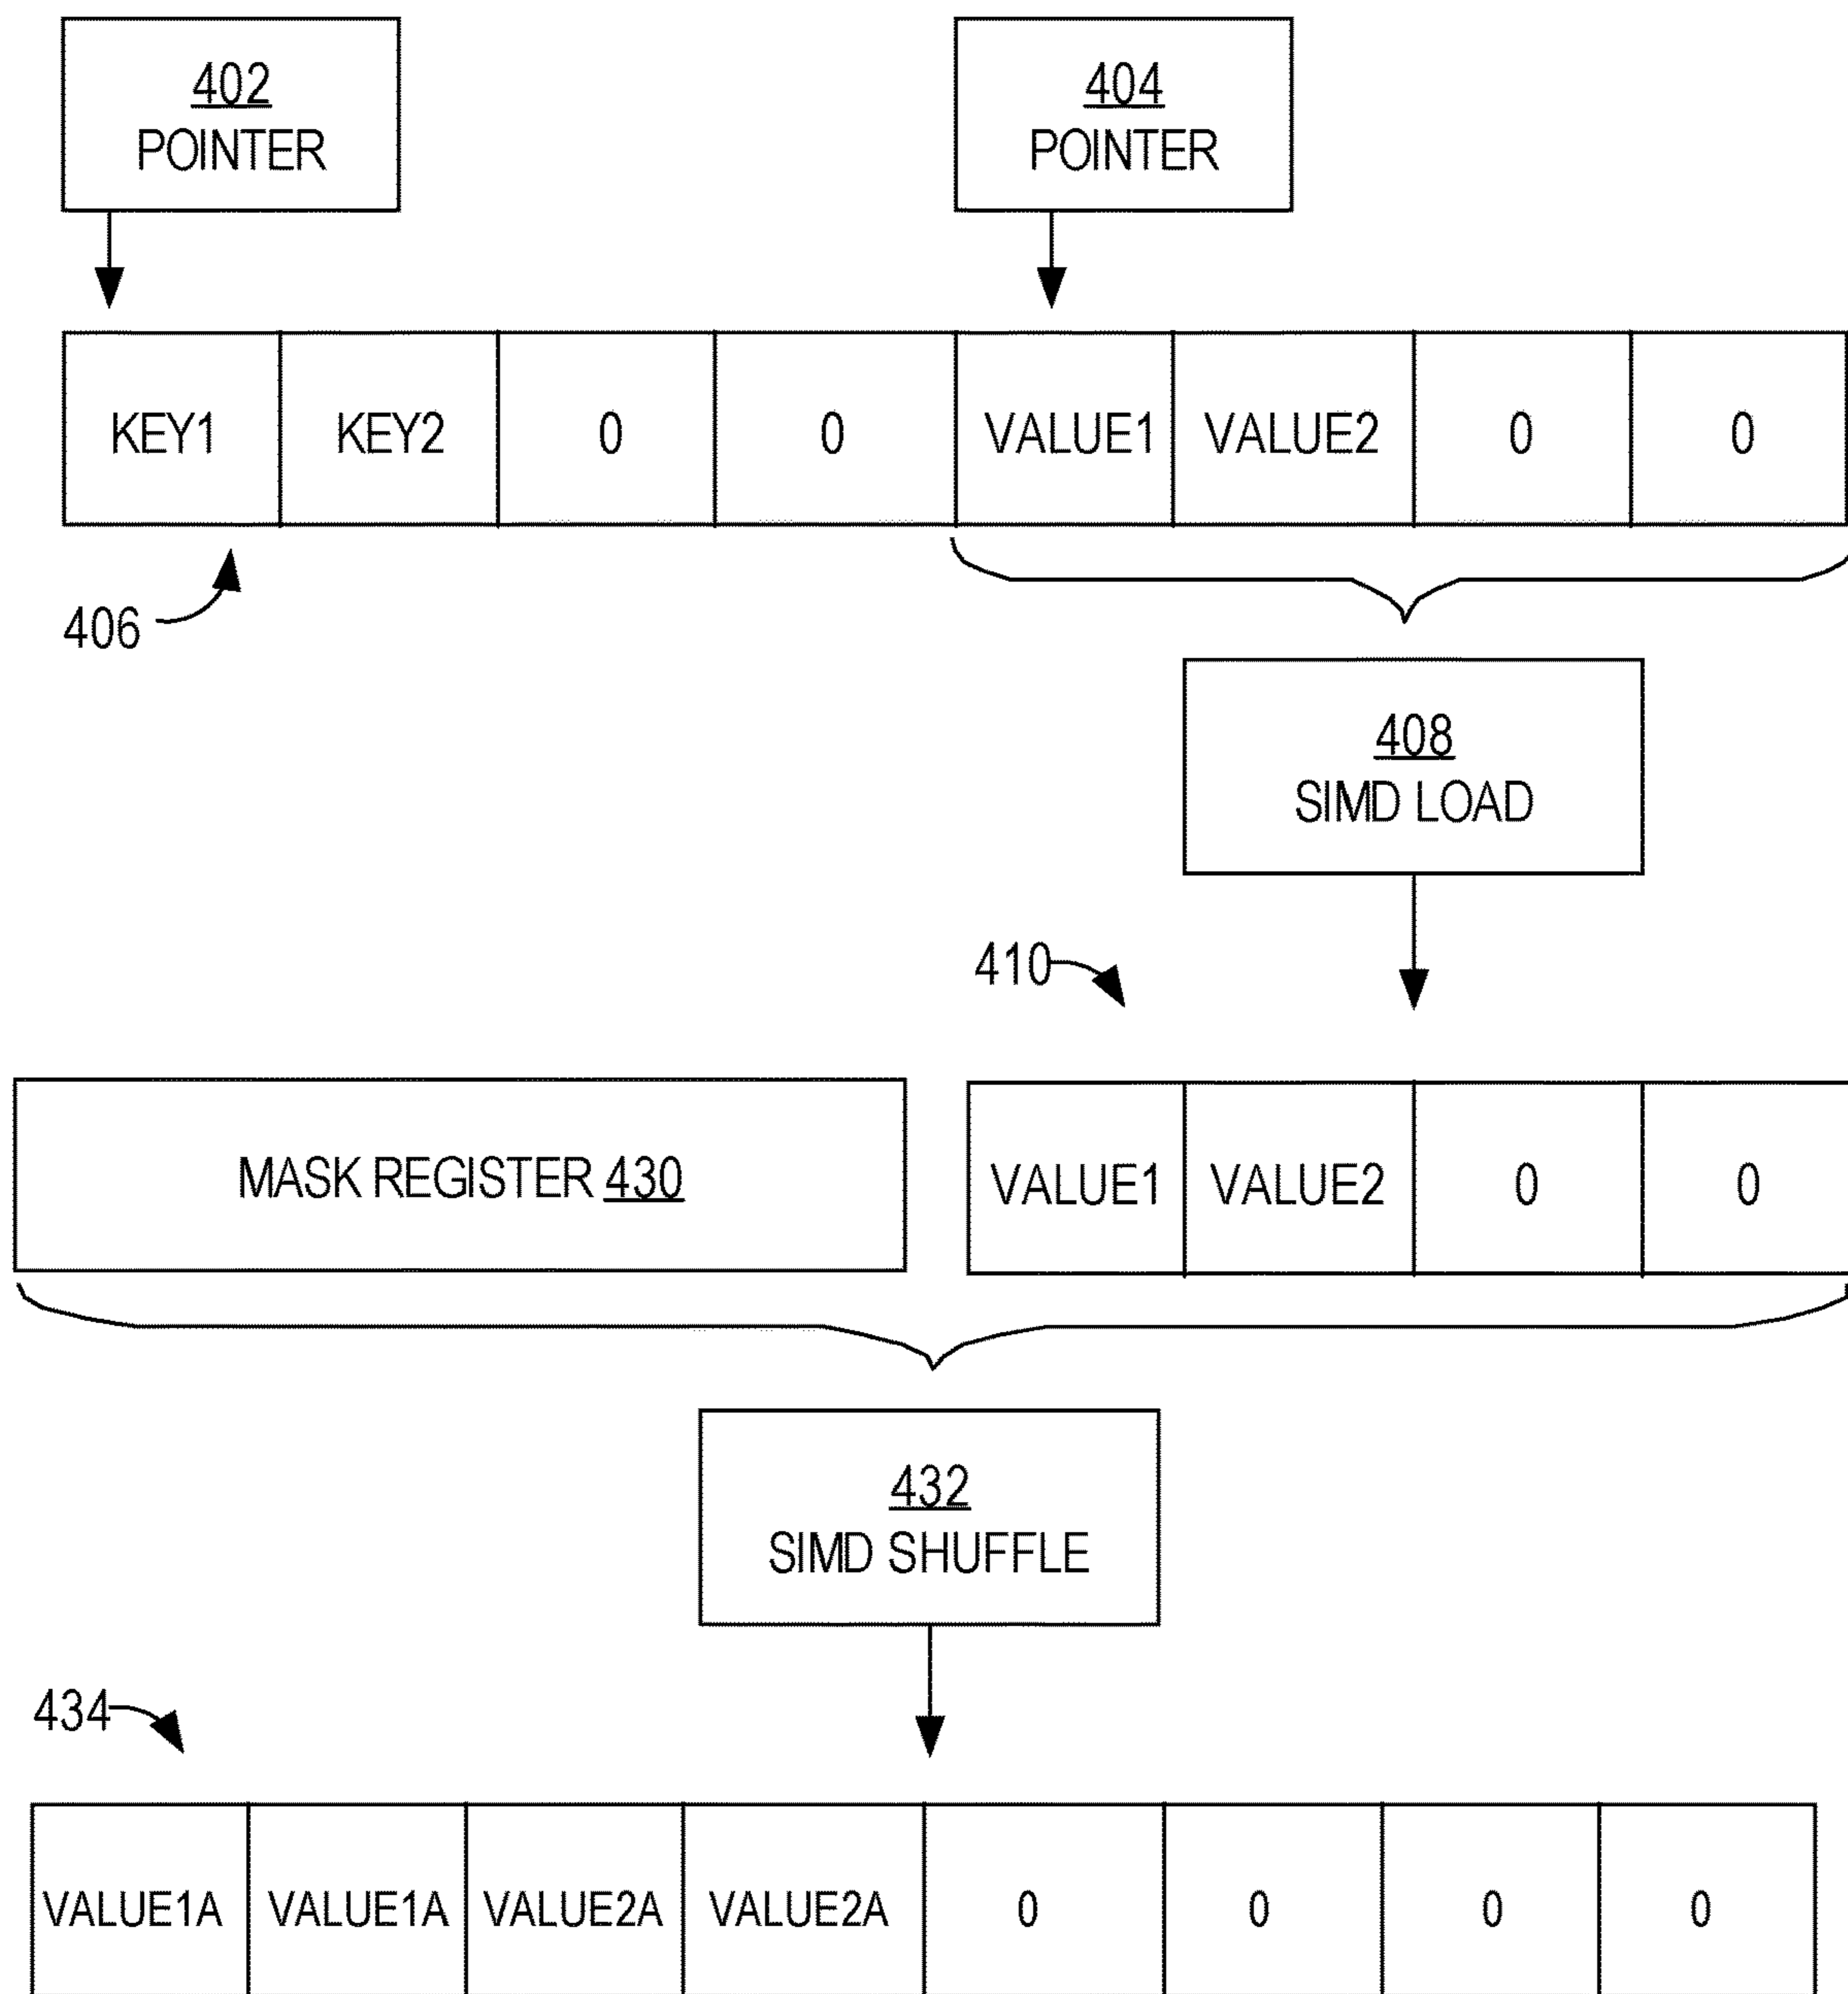 402
POINTER
404
POINTER
KEY1 KEY2 0 0 VALUE1 VALUE2 0 0
406
408
SIMD LOAD
410
MASK REGISTER 430
VALUE1 VALUE2 0 0
432
SIMD SHUFFLE
434
VALUE1A VALUE1A VALUE2A VALUE2A 0 0 0 0